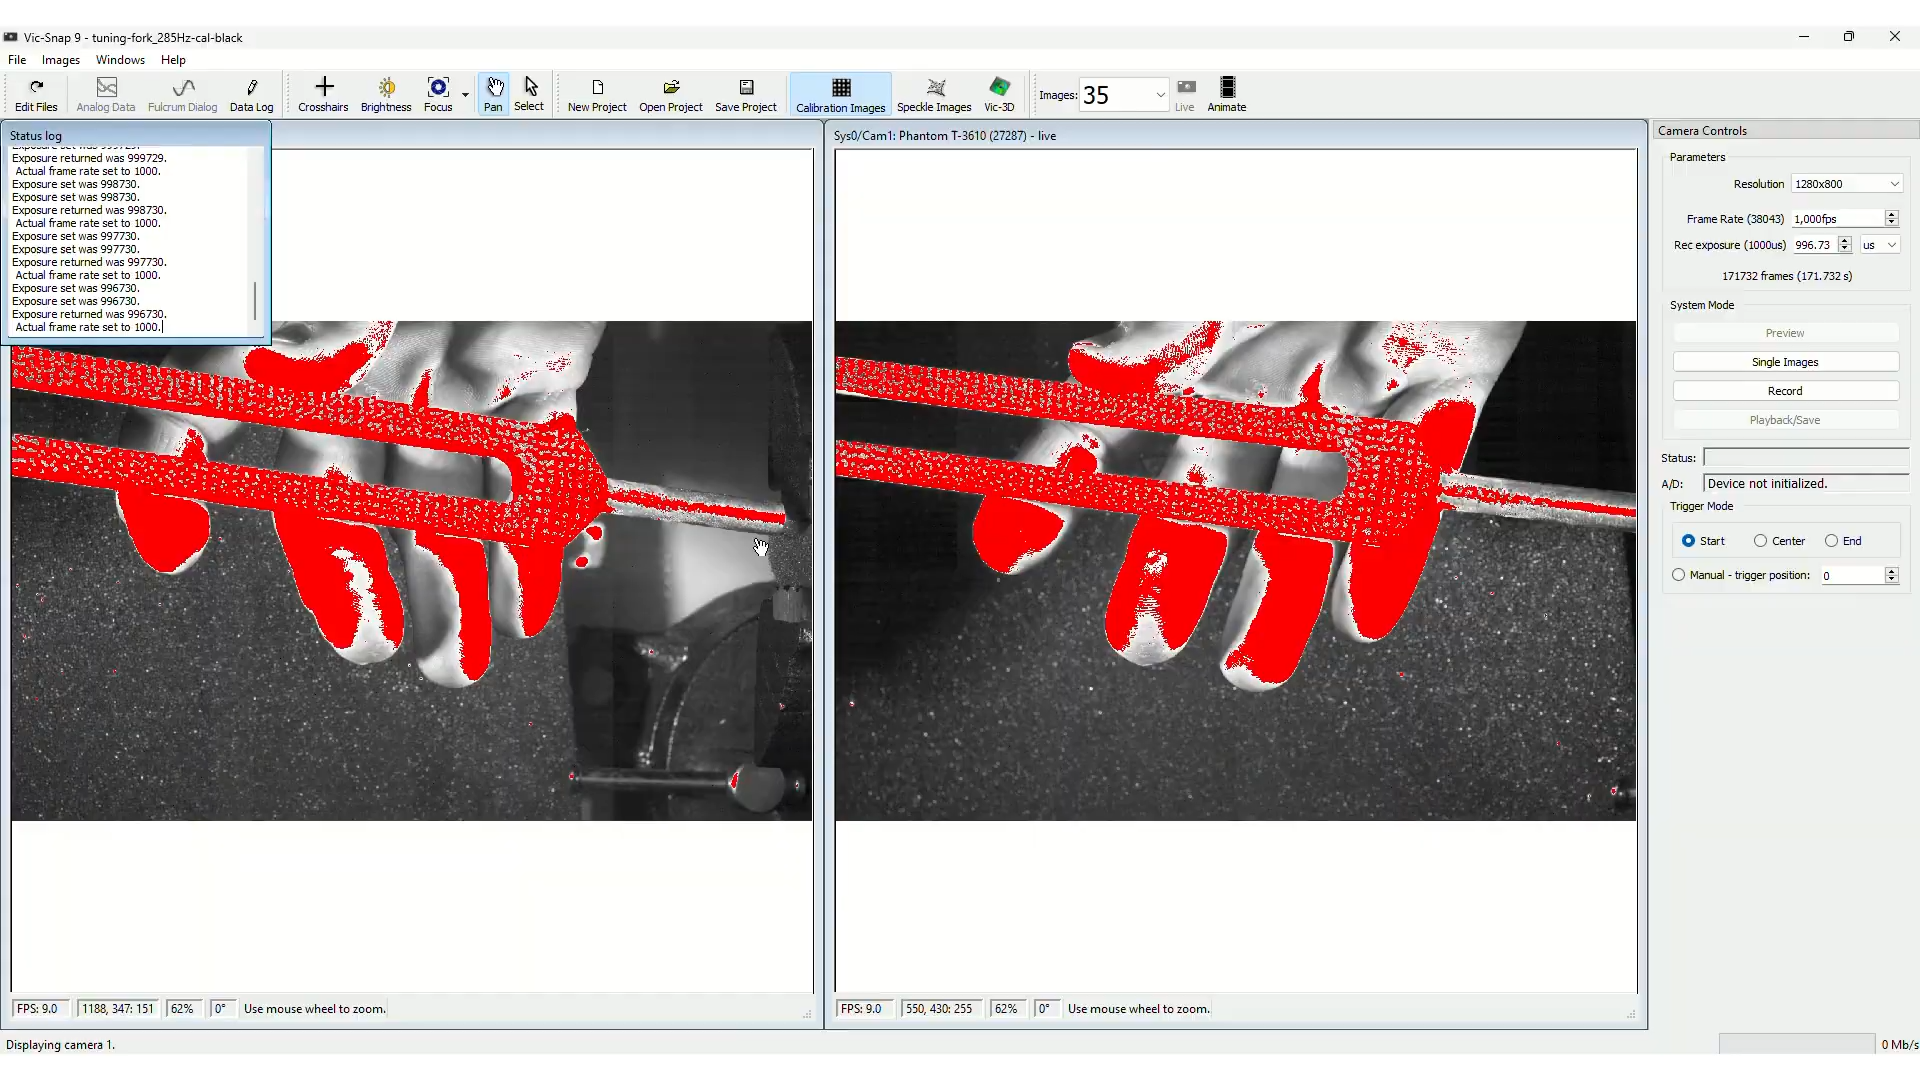 Vic-Snap 9 - tuning-fork_285Hz-cal-black
File Images Windows Help
Edit Files Analog Data Fulcrum Dialog Data Log Crosshairs Brightness Focus Pan Select New Project Open Project Save Project Calibration Images Speckle Images Vic-3D Images: 35 Live Animate
Status log
Exposure returned was 999729.
Actual frame rate set to 1000.
Exposure set was 998730.
Exposure set was 998730.
Exposure returned was 998730.
Actual frame rate set to 1000.
Exposure set was 997730.
Exposure set was 997730.
Exposure returned was 997730.
Actual frame rate set to 1000.
Exposure set was 996730.
Exposure set was 996730.
Exposure returned was 996730.
Actual frame rate set to 1000.
Sys0/Cam1: Phantom T-3610 (27287) - live
FPS: 9.0 1188, 347: 151 62% 0° Use mouse wheel to zoom.
FPS: 9.0 550, 430: 255 62% 0° Use mouse wheel to zoom.
Camera Controls
Parameters
Resolution 1280x800
Frame Rate (38043) 1,000fps
Rec exposure (1000us) 996.73 us
171732 frames (171.732 s)
System Mode
Preview
Single Images
Record
Playback/Save
Status:
A/D: Device not initialized.
Trigger Mode
Start Center End
Manual - trigger position: 0
Displaying camera 1.
0 Mb/s